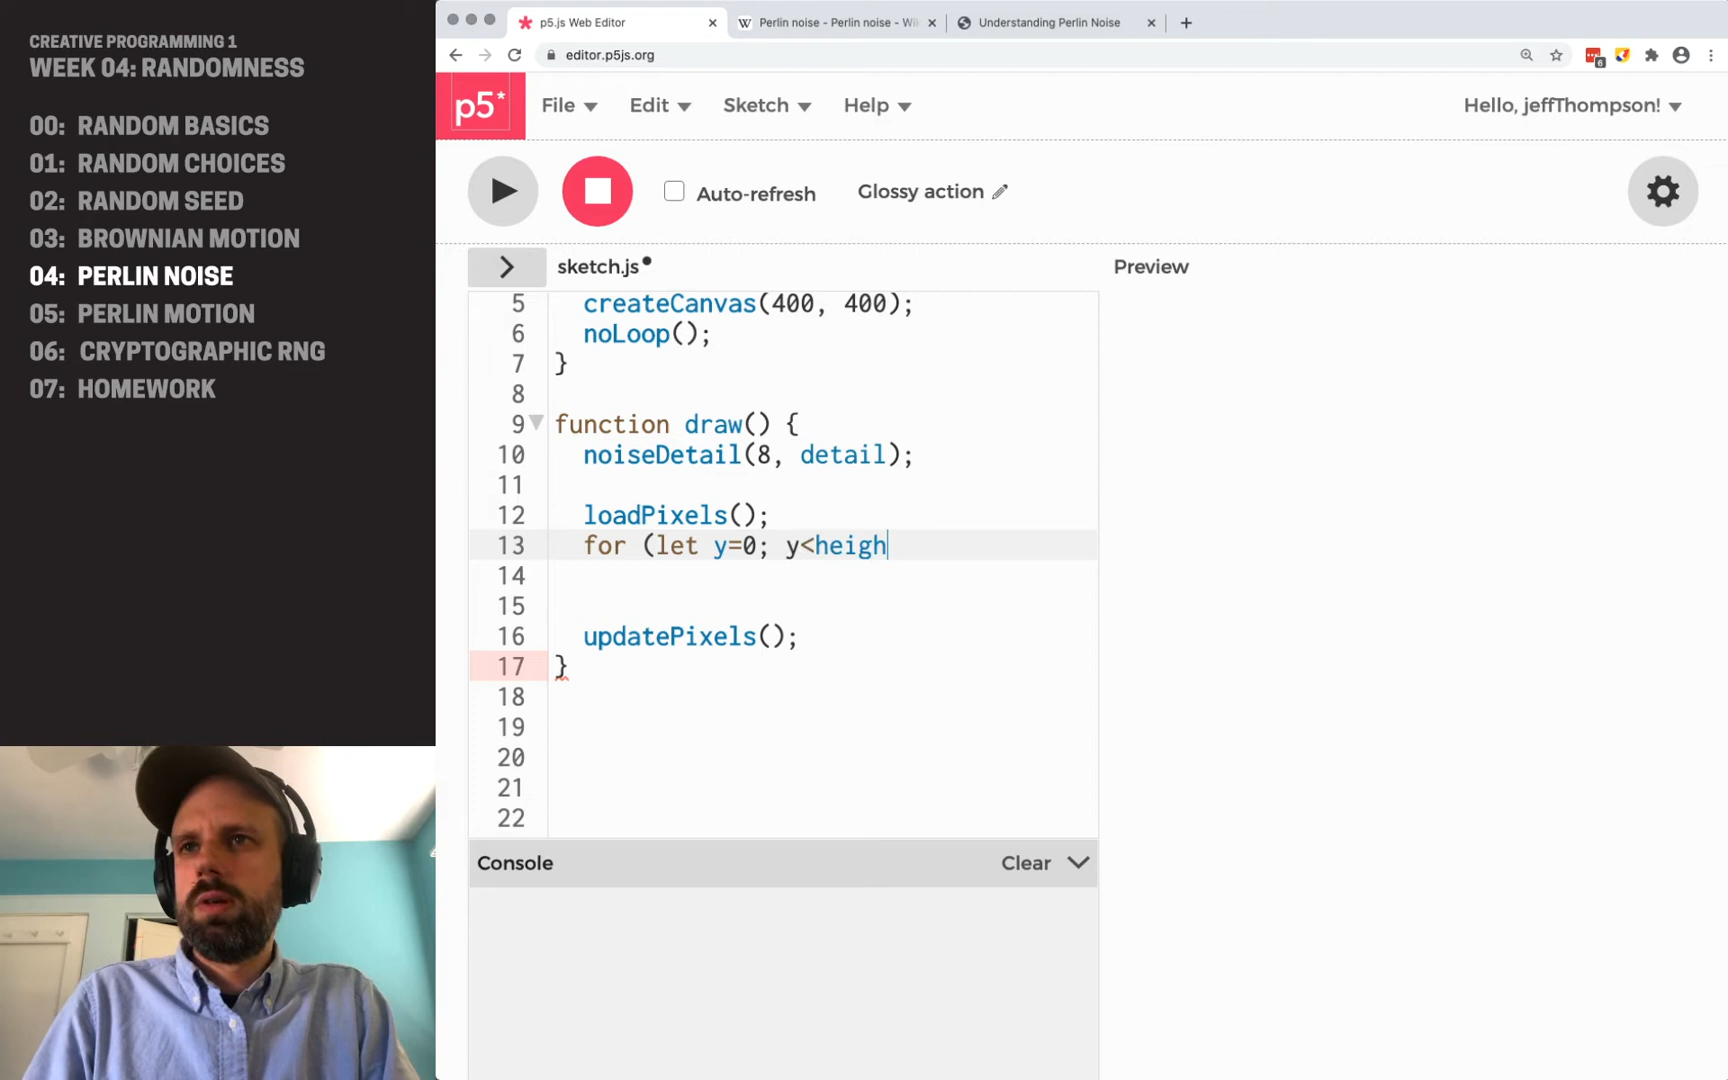 CREATIVE PROGRAMMING 1
WEEK 04: RANDOMNESS
00: RANDOM BASICS
01: RANDOM CHOICES
02: RANDOM SEED
03: BROWNIAN MOTION
04: PERLIN NOISE
05: PERLIN MOTION
06: CRYPTOGRAPHIC RNG
07: HOMEWORK
p5.js Web Editor
Perlin noise - Perlin noise - Wi
Understanding Perlin Noise
editor.p5js.org
6
p5*
File
Edit
Sketch
Help
Hello, jeffThompson!
Auto-refresh
Glossy action
sketch.js
Preview
5 createCanvas(400, 400);
6 noLoop();
7 }
8
9 function draw() {
10 noiseDetail(8, detail);
11
12 loadPixels();
13 for (let y=0; y<heigh
14
15
16 updatePixels();
17 }
18
19
20
21
22
Console
Clear